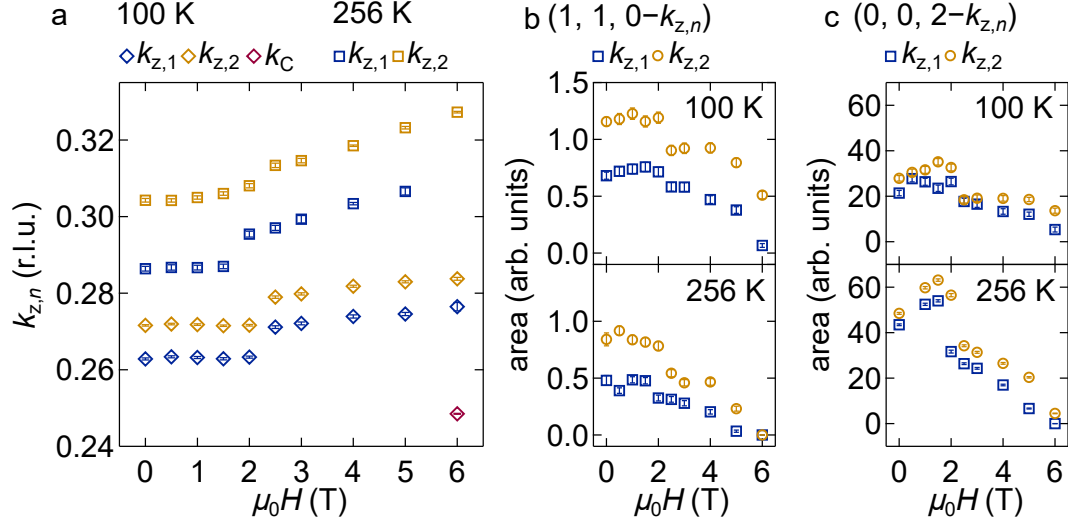 a 100 K 256 K
k_z,1 k_z,2 k_C k_z,1 k_z,2
k_z,n (r.l.u.)
0.32
0.30
0.28
0.26
0.24
0 1 2 3 4 5 6
μ₀H (T)
b (1, 1, 0−k_z,n)
k_z,1 k_z,2
area (arb. units)
100 K
1.5
1.0
0.5
0.0
256 K
1.0
0.5
0.0
0 2 4 6
μ₀H (T)
c (0, 0, 2−k_z,n)
k_z,1 k_z,2
area (arb. units)
100 K
60
40
20
0
256 K
60
40
20
0
0 2 4 6
μ₀H (T)